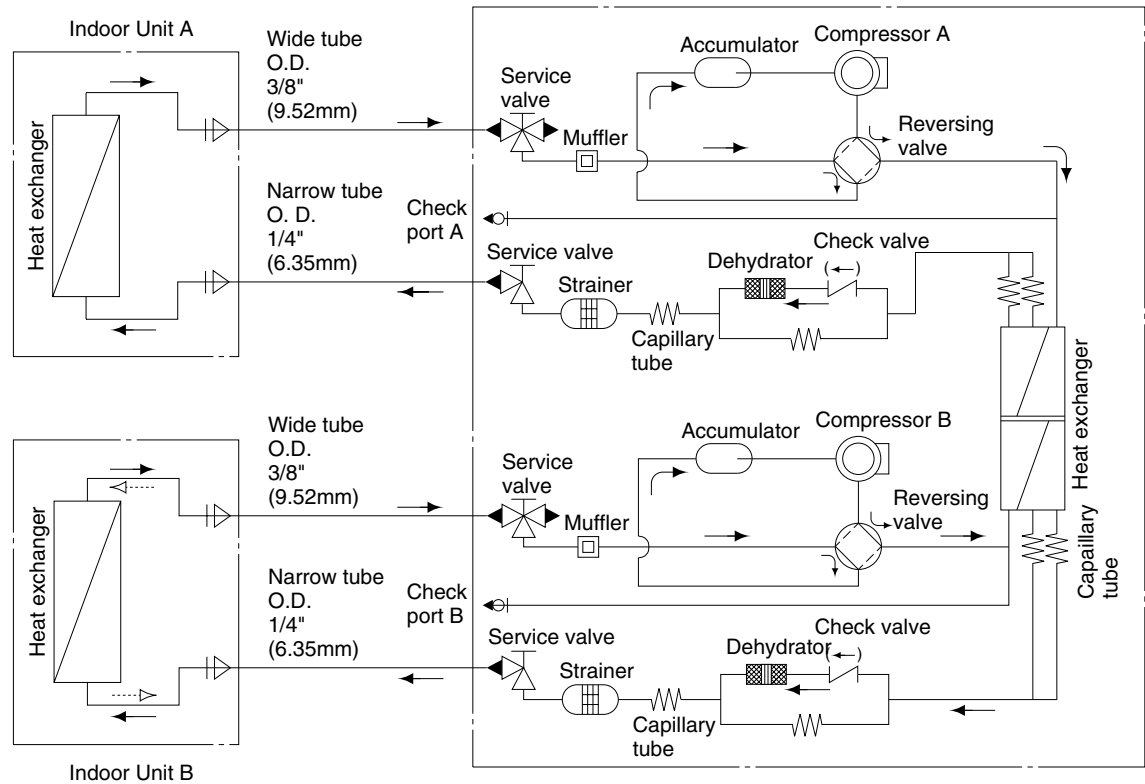 Indoor Unit A
Heat exchanger
Wide tube
O.D.
3/8"
(9.52mm)
Narrow tube
O. D.
1/4"
(6.35mm)
Service
valve
Muffler
Accumulator
Compressor A
Reversing
valve
Check
port A
Service valve
Strainer
Capillary
tube
Dehydrator
Check valve
( )
Heat exchanger
Capaillary
tube
Heat exchanger
Wide tube
O.D.
3/8"
(9.52mm)
Narrow tube
O.D.
1/4"
(6.35mm)
Indoor Unit B
Service
valve
Muffler
Accumulator
Compressor B
Reversing
valve
Check
port B
Service valve
Strainer
Capillary
tube
Dehydrator
Check valve
( )